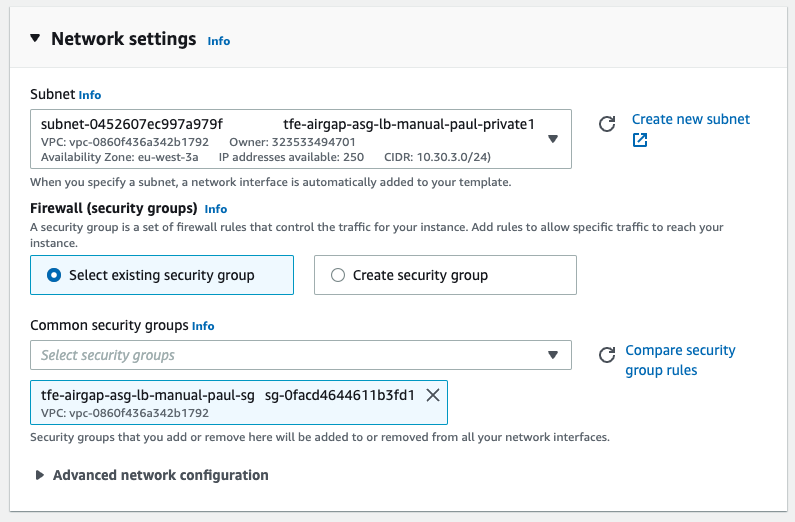 Network settings Info
Subnet Info
subnet-0452607ec997a979f tfe-airgap-asg-lb-manual-paul-private1
VPC: vpc-0860f436a342b1792 Owner: 323533494701
Availability Zone: eu-west-3a IP addresses available: 250 CIDR: 10.30.3.0/24)
Create new subnet
When you specify a subnet, a network interface is automatically added to your template.
Firewall (security groups) Info
A security group is a set of firewall rules that control the traffic for your instance. Add rules to allow specific traffic to reach your
instance.
Select existing security group
Create security group
Common security groups Info
Select security groups
Compare security
group rules
tfe-airgap-asg-lb-manual-paul-sg sg-0facd4644611b3fd1
VPC: vpc-0860f436a342b1792
Security groups that you add or remove here will be added to or removed from all your network interfaces.
Advanced network configuration